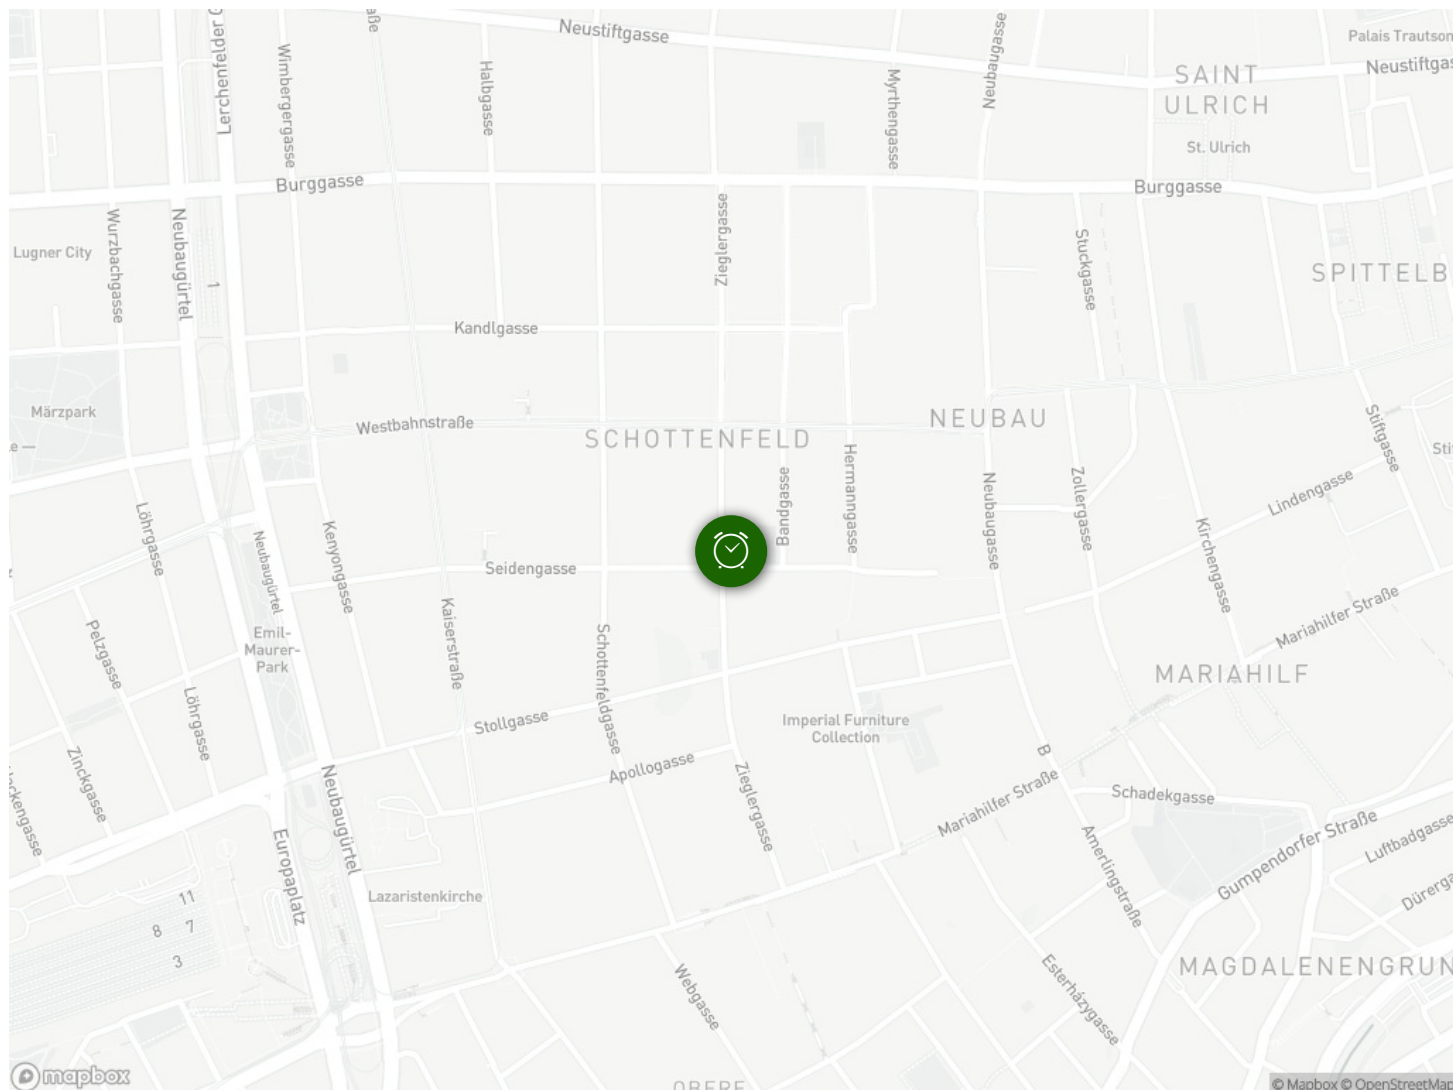 Neustiftgasse
Palais Trautson
Neustiftgas
SAINT
ULRICH
St. Ulrich
Lerchenfelder
Wimbergergasse
Halbgasse
Myrthengasse
Neubaugasse
Burggasse
Burggasse
Lugner City
Wurzbachgasse
Neubaugürtel
1
Zieglergasse
Stuckgasse
SPITTELB
Kandlgasse
Märzpark
Westbahnstraße
SCHOTTENFELD
NEUBAU
Stiftgasse
Hermanngasse
Bandgasse
Neubaugasse
Zollergasse
Lindengasse
Löhrgasse
Neubaugürtel
Kenyongasse
Seidengasse
Kirchengasse
Pelzgasse
Emil-
Maurer-
Park
Kaiserstraße
Schottenfeldgasse
Mariahilfer Straße
MARIAHILF
Löhrgasse
Stollgasse
Imperial Furniture
Collection
Zinckgasse
Apollogasse
Zieglergasse
B
Neubaugürtel
Mariahilfer Straße
Schadekgasse
Europaplatz
Amerlingstraße
Gumpendorfer Straße
Luftbadgasse
Lazaristenkirche
11
8
7
3
Dürerga
Webgasse
Esterházygasse
MAGDALENENGRUN
OBERE
mapbox
© Mapbox © OpenStreetMap